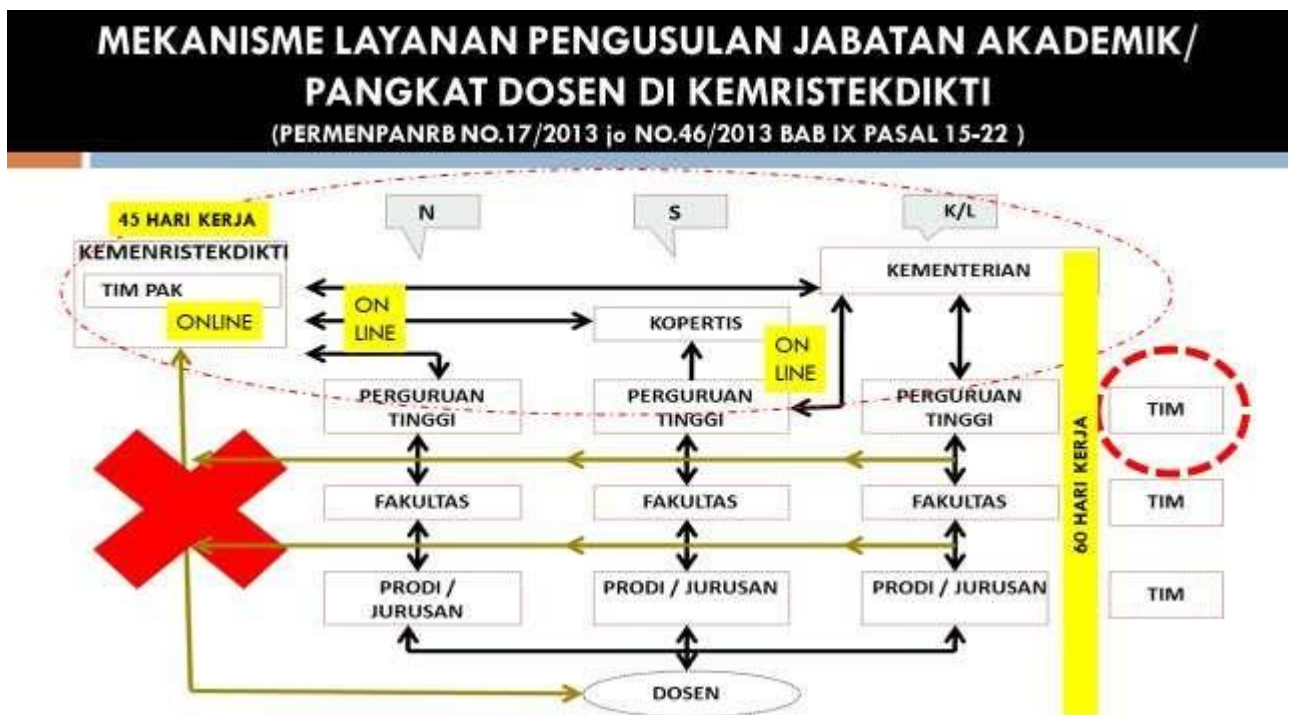 MEKANISME LAYANAN PENGUSULAN JABATAN AKADEMIK/
PANGKAT DOSEN DI KEMRISTEKDIKTI
(PERMENPANRB NO.17/2013 jo NO.46/2013 BAB IX PASAL 15-22 )
45 HARI KERJA
N
S
K/L
KEMENRISTEKDIKTI
TIM PAK
ONLINE
ON
LINE
KEMENTERIAN
KOPERTIS
ON
LINE
PERGURUAN
TINGGI
PERGURUAN
TINGGI
PERGURUAN
TINGGI
TIM
FAKULTAS
FAKULTAS
FAKULTAS
TIM
60 HARI KERJA
PRODI /
JURUSAN
PRODI / JURUSAN
PRODI / JURUSAN
TIM
DOSEN